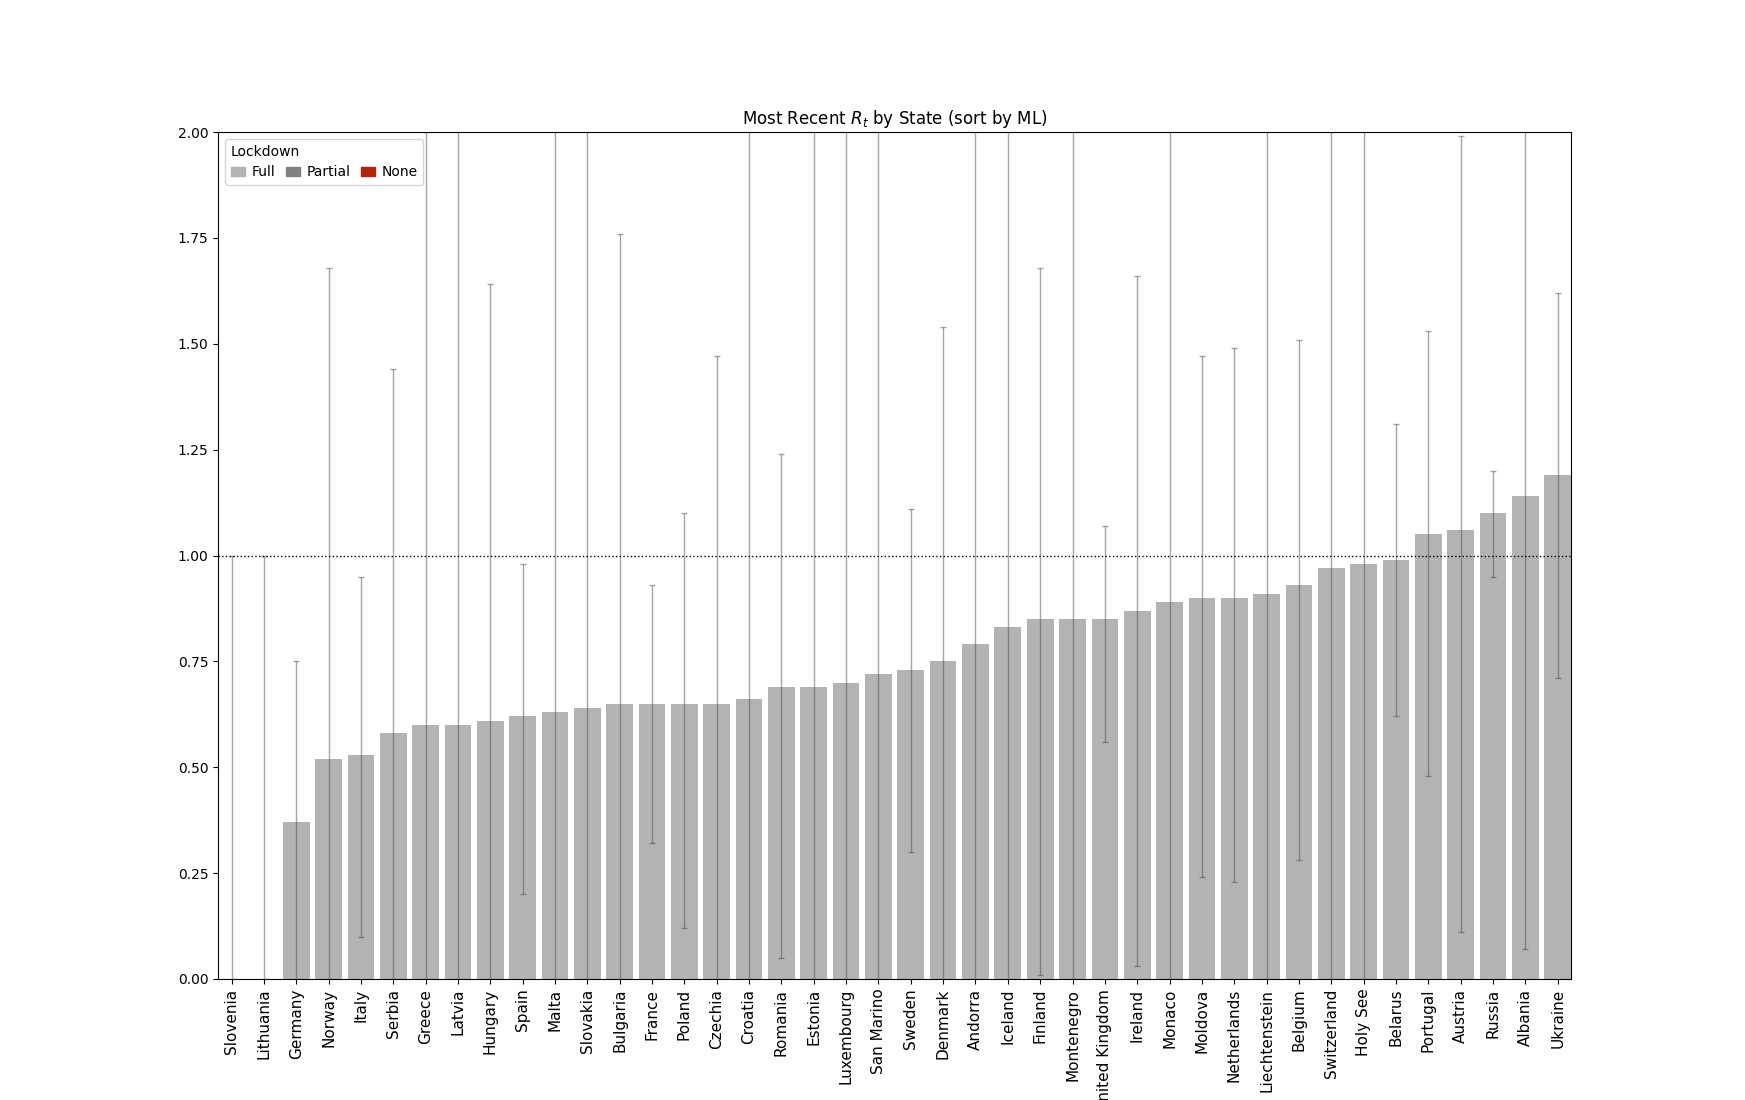 Most Recent Rt by State (sort by ML)
Lockdown
Full Partial None
2.00
1.75
1.50
1.25
1.00
0.75
0.50
0.25
0.00
Slovenia
Lithuania
Germany
Norway
Italy
Serbia
Greece
Latvia
Hungary
Spain
Malta
Slovakia
Bulgaria
France
Poland
Czechia
Croatia
Romania
Estonia
Luxembourg
San Marino
Sweden
Denmark
Andorra
Iceland
Finland
Montenegro
nited Kingdom
Ireland
Monaco
Moldova
Netherlands
Liechtenstein
Belgium
Switzerland
Holy See
Belarus
Portugal
Austria
Russia
Albania
Ukraine